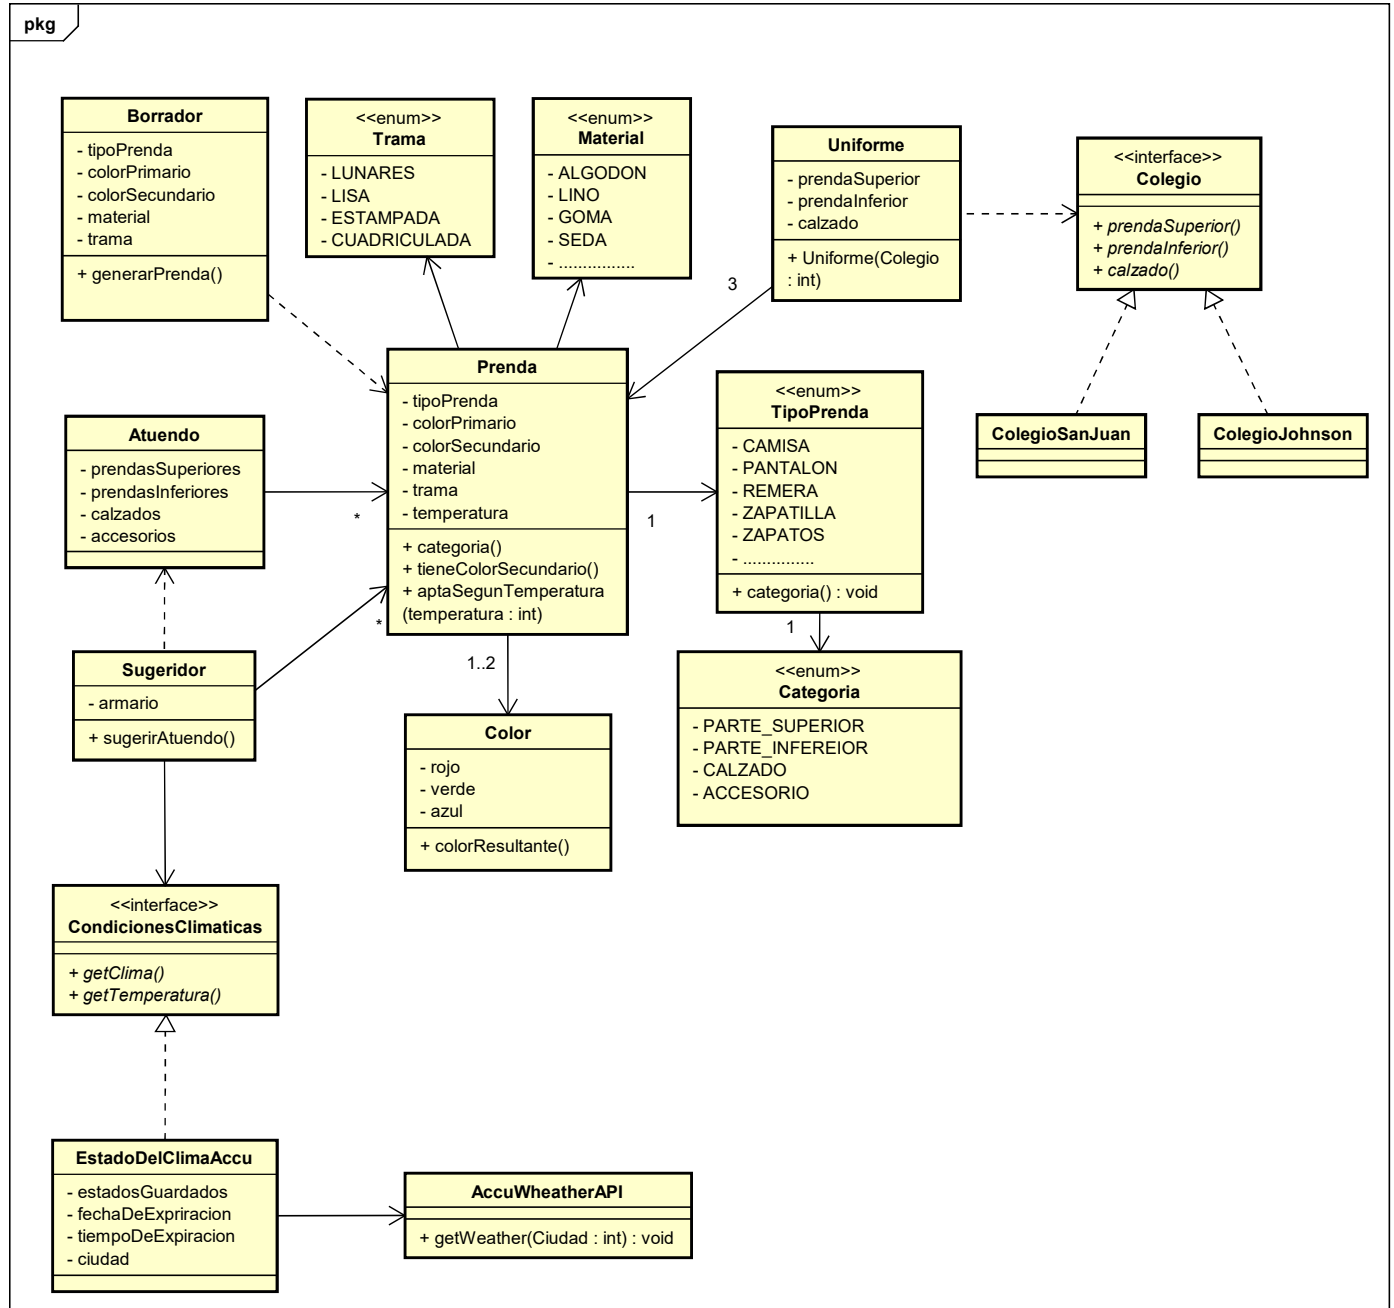 pkg
Borrador
- tipoPrenda
- colorPrimario
- colorSecundario
- material
- trama
+ generarPrenda()
<<enum>>
Trama
- LUNARES
- LISA
- ESTAMPADA
- CUADRICULADA
<<enum>>
Material
- ALGODON
- LINO
- GOMA
- SEDA
- ................
Uniforme
- prendaSuperior
- prendaInferior
- calzado
+ Uniforme(Colegio
: int)
<<interface>>
Colegio
+ prendaSuperior()
+ prendaInferior()
+ calzado()
3
Prenda
- tipoPrenda
- colorPrimario
- colorSecundario
- material
- trama
- temperatura
+ categoria()
+ tieneColorSecundario()
+ aptaSegunTemperatura
(temperatura : int)
<<enum>>
TipoPrenda
- CAMISA
- PANTALON
- REMERA
- ZAPATILLA
- ZAPATOS
- ...............
+ categoria() : void
ColegioSanJuan
ColegioJohnson
Atuendo
- prendasSuperiores
- prendasInferiores
- calzados
- accesorios
*
1
*
1
Sugeridor
- armario
+ sugerirAtuendo()
1..2
<<enum>>
Categoria
- PARTE_SUPERIOR
- PARTE_INFEREIOR
- CALZADO
- ACCESORIO
Color
- rojo
- verde
- azul
+ colorResultante()
<<interface>>
CondicionesClimaticas
+ getClima()
+ getTemperatura()
EstadoDelClimaAccu
- estadosGuardados
- fechaDeExpriracion
- tiempoDeExpiracion
- ciudad
AccuWheatherAPI
+ getWeather(Ciudad : int) : void